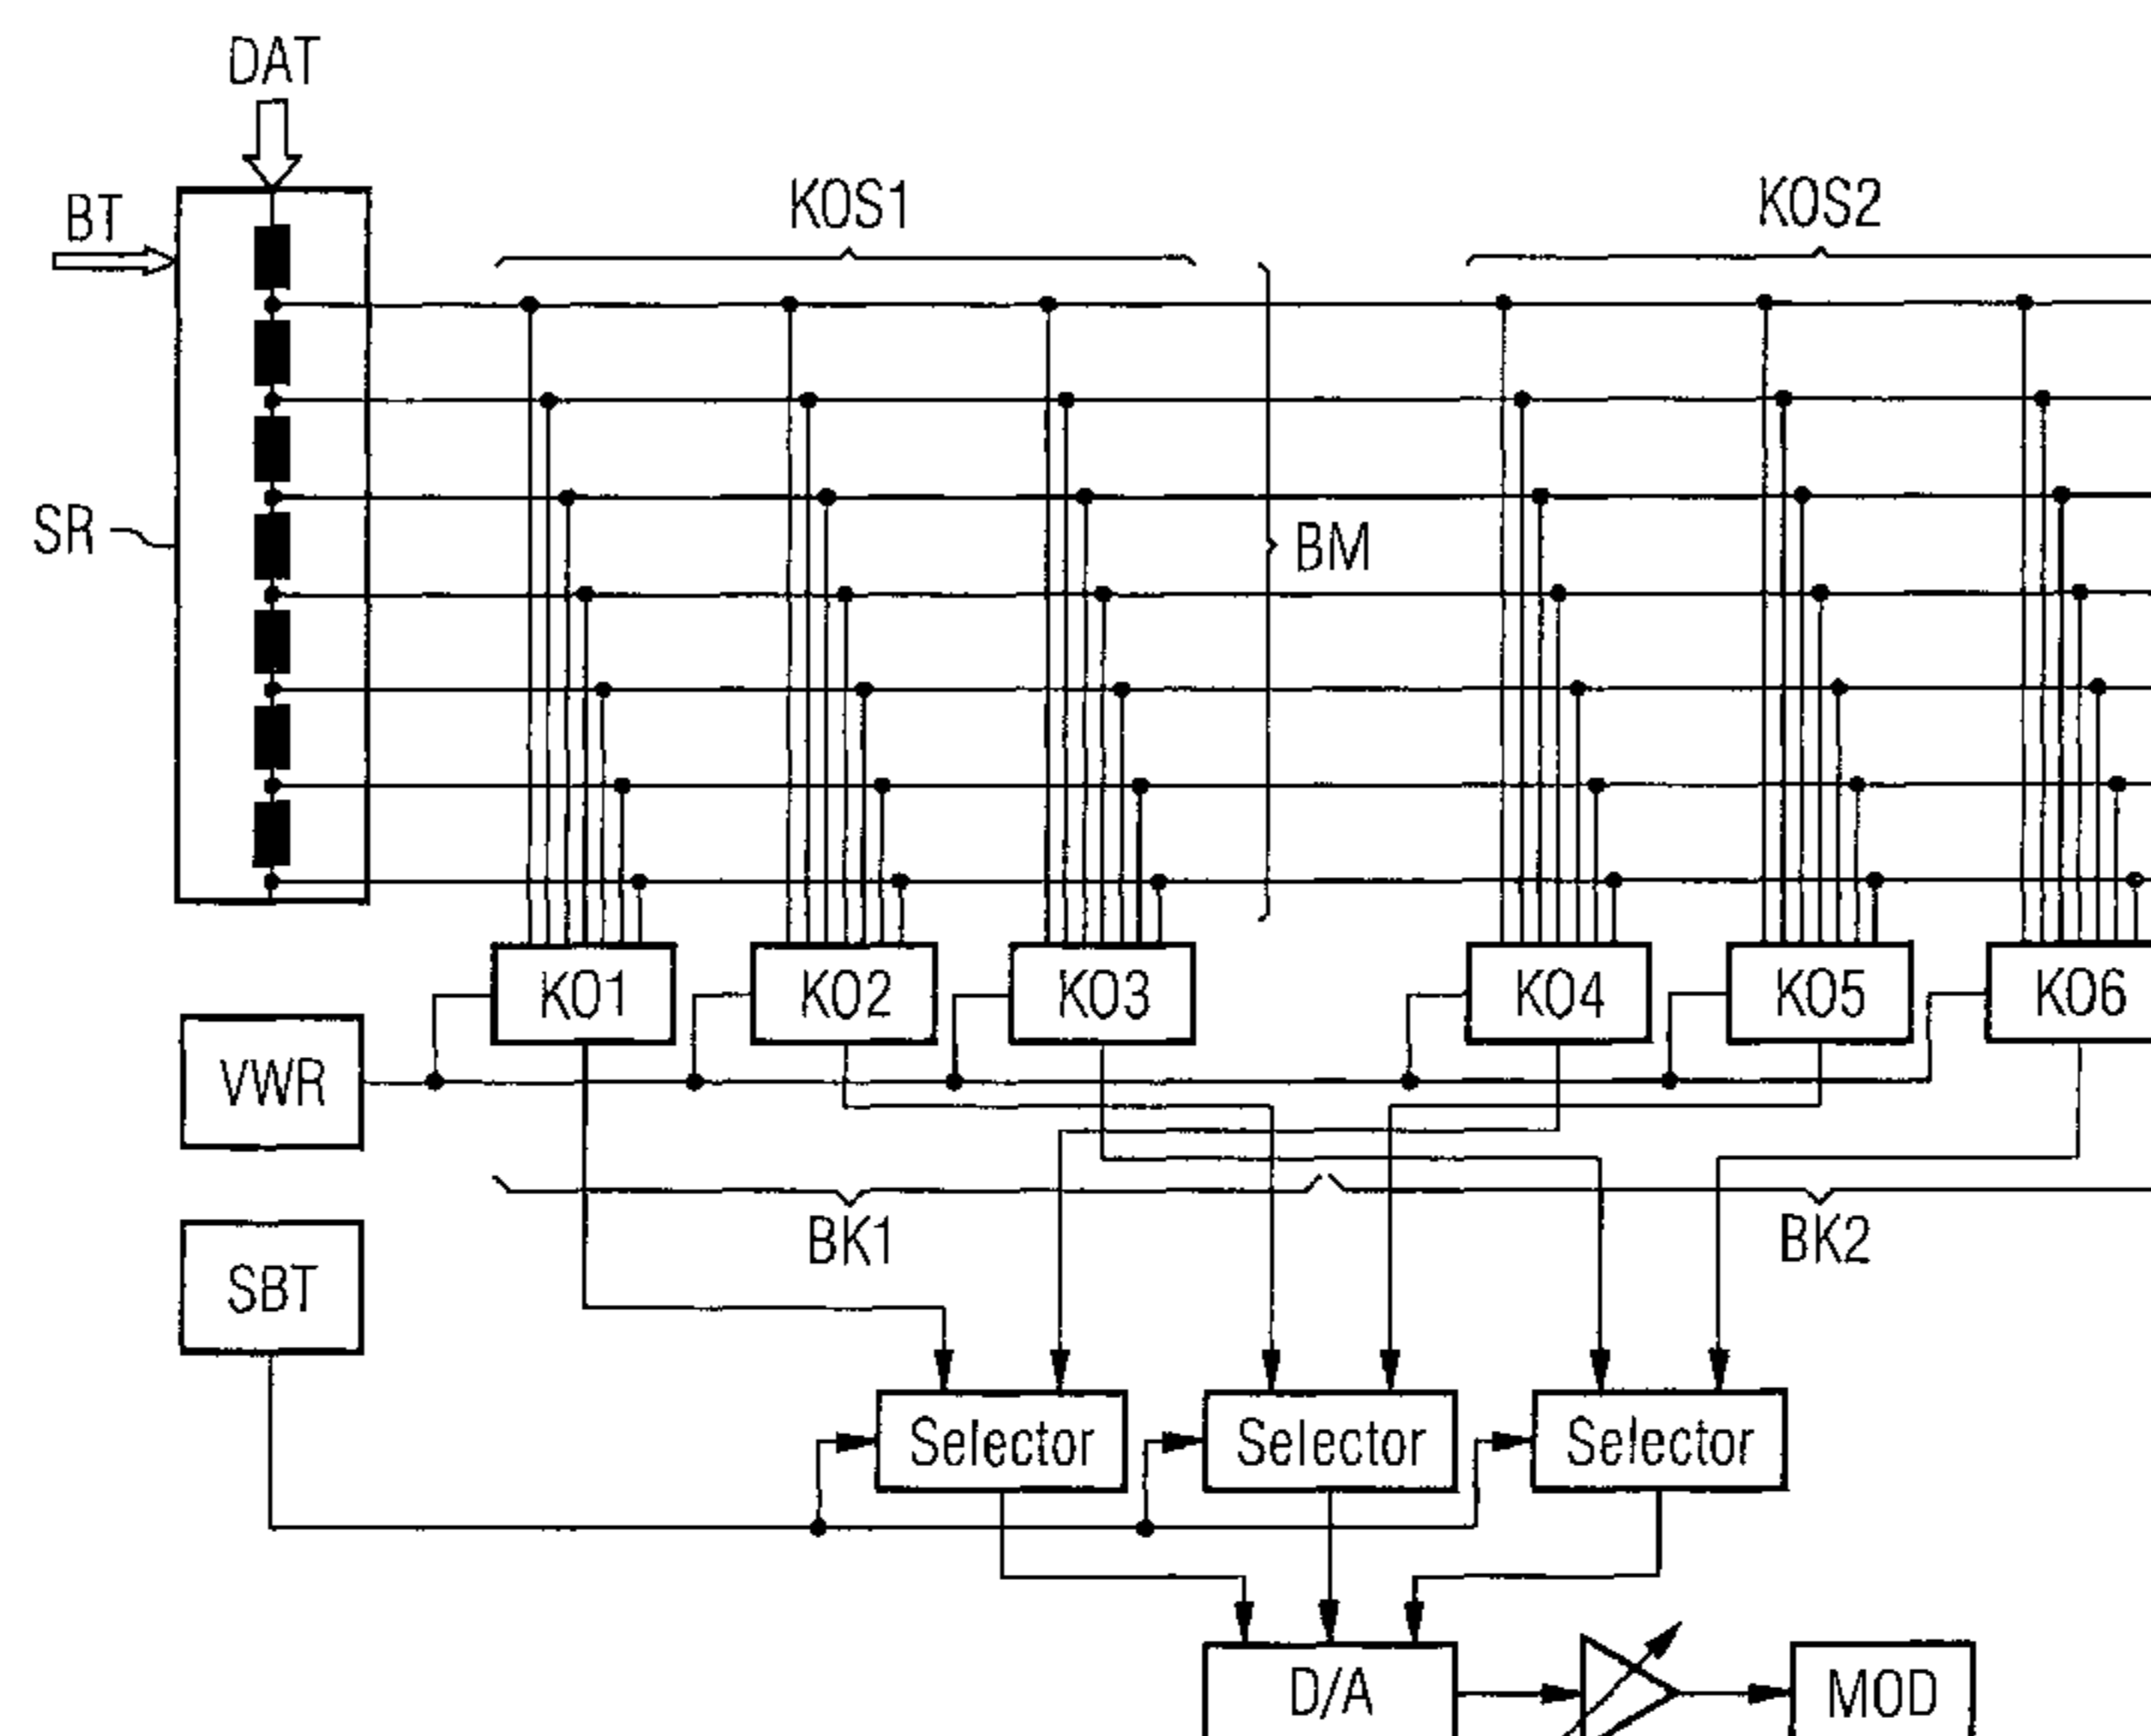 DAT
BT
KOS1
KOS2
SR
BM
KO1
KO2
KO3
KO4
KO5
KO6
VWR
BK1
BK2
SBT
Selector
Selector
Selector
D/A
MOD